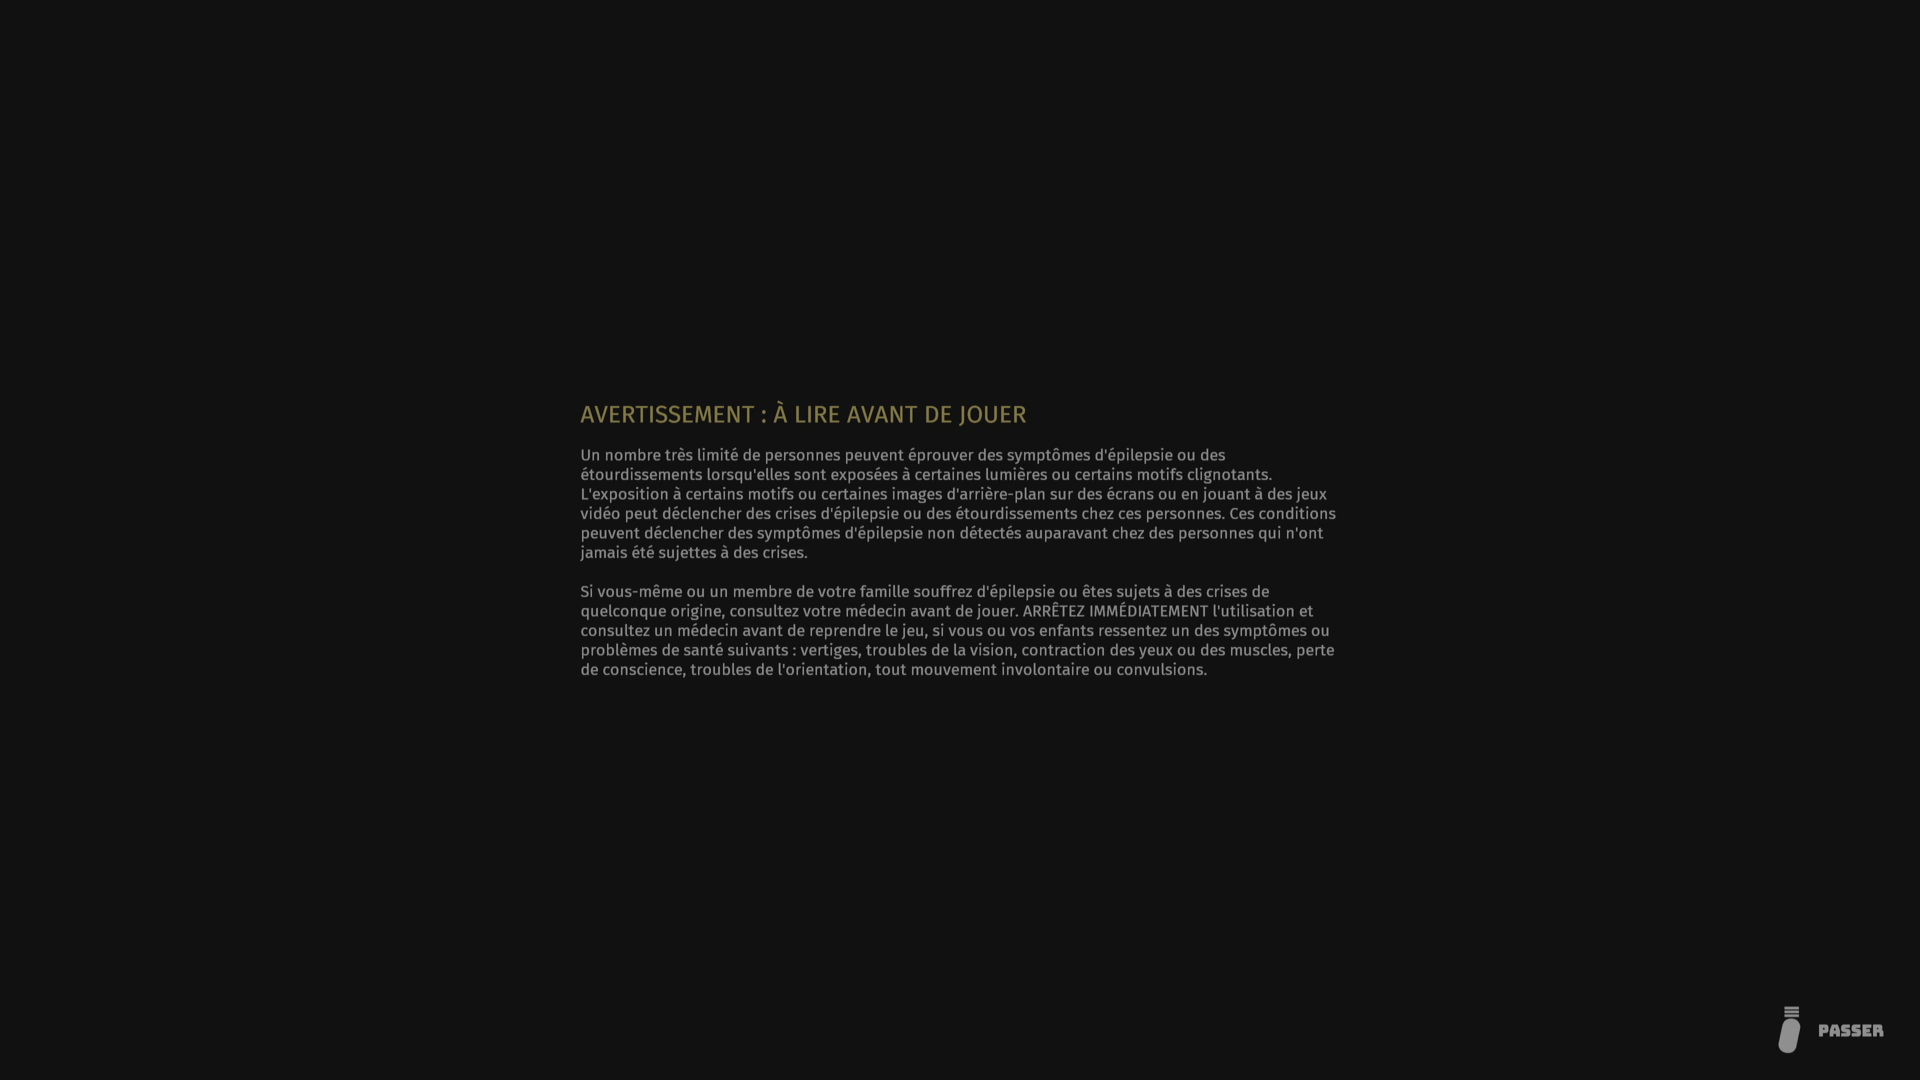 AVERTISSEMENT : À LIRE AVANT DE JOUER
Un nombre très limité de personnes peuvent éprouver des symptômes d'épilepsie ou des
étourdissements lorsqu'elles sont exposées à certaines lumières ou certains motifs clignotants.
L'exposition à certains motifs ou certaines images d'arrière-plan sur des écrans ou en jouant à des jeux
vidéo peut déclencher des crises d'épilepsie ou des étourdissements chez ces personnes. Ces conditions
peuvent déclencher des symptômes d'épilepsie non détectés auparavant chez des personnes qui n'ont
jamais été sujettes à des crises.
Si vous-même ou un membre de votre famille souffrez d'épilepsie ou êtes sujets à des crises de
quelconque origine, consultez votre médecin avant de jouer. ARRÊTEZ IMMÉDIATEMENT l'utilisation et
consultez un médecin avant de reprendre le jeu, si vous ou vos enfants ressentez un des symptômes ou
problèmes de santé suivants : vertiges, troubles de la vision, contraction des yeux ou des muscles, perte
de conscience, troubles de l'orientation, tout mouvement involontaire ou convulsions.
PASSER